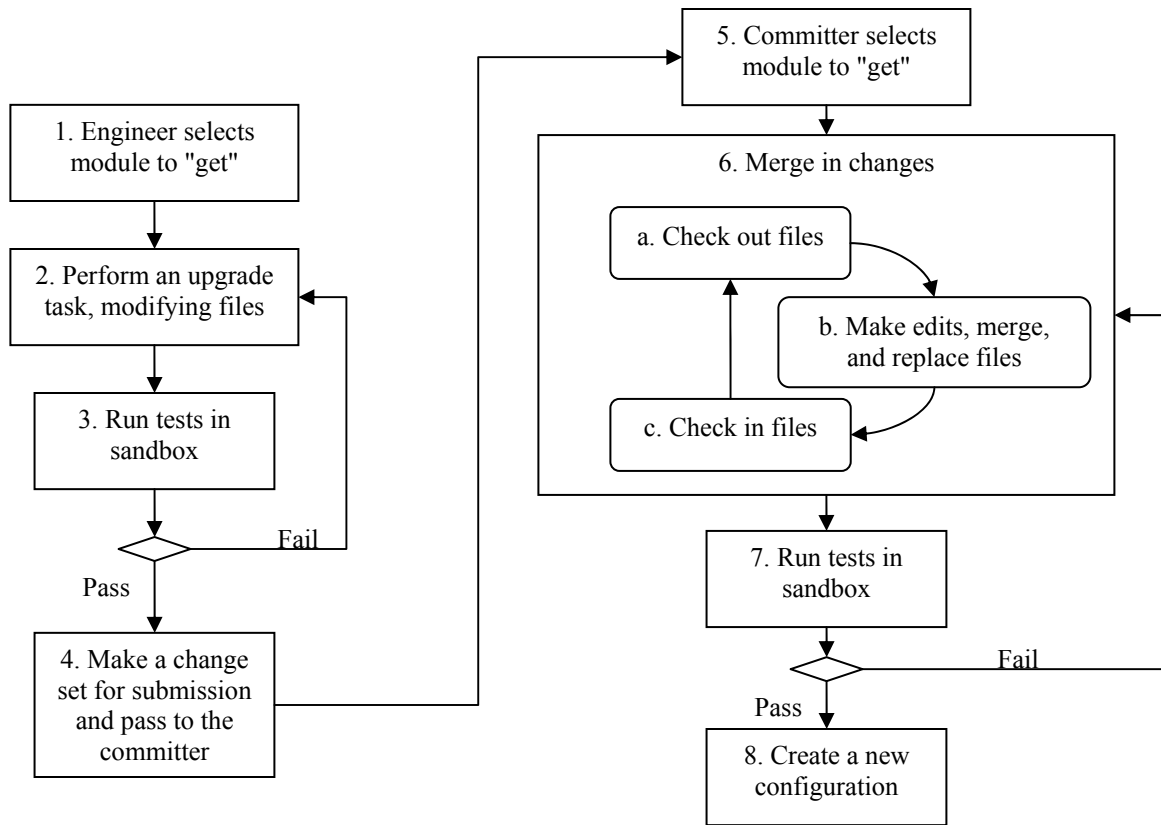 1. Engineer selects
module to "get"
2. Perform an upgrade
task, modifying files
3. Run tests in
sandbox
Fail
Pass
4. Make a change
set for submission
and pass to the
committer
5. Committer selects
module to "get"
6. Merge in changes
a. Check out files
b. Make edits, merge,
and replace files
c. Check in files
7. Run tests in
sandbox
Fail
Pass
8. Create a new
configuration